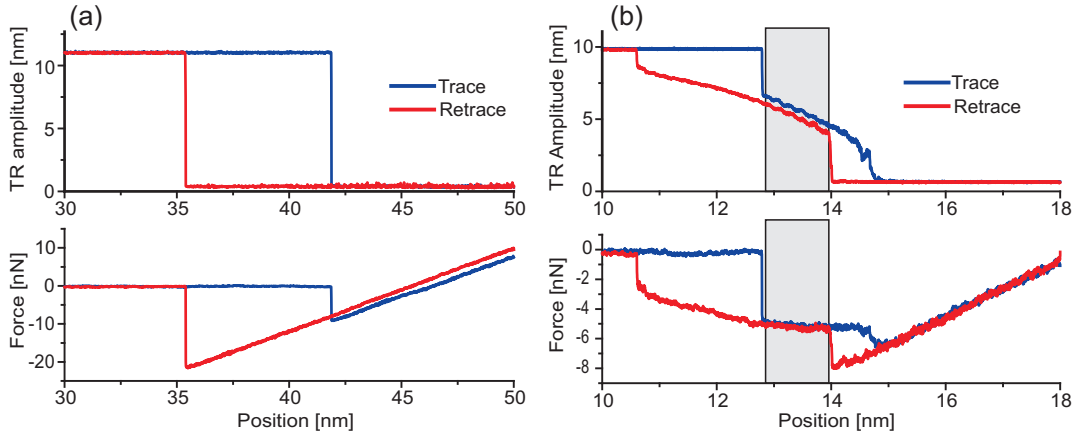 (a)
TR amplitude [nm]
10
5
0
Trace
Retrace
30 35 40 45 50
Force [nN]
10
0
-10
-20
30 35 40 45 50
Position [nm]
(b)
TR Amplitude [nm]
10
5
0
Trace
Retrace
10 12 14 16 18
Force [nN]
0
-2
-4
-6
-8
10 12 14 16 18
Position [nm]